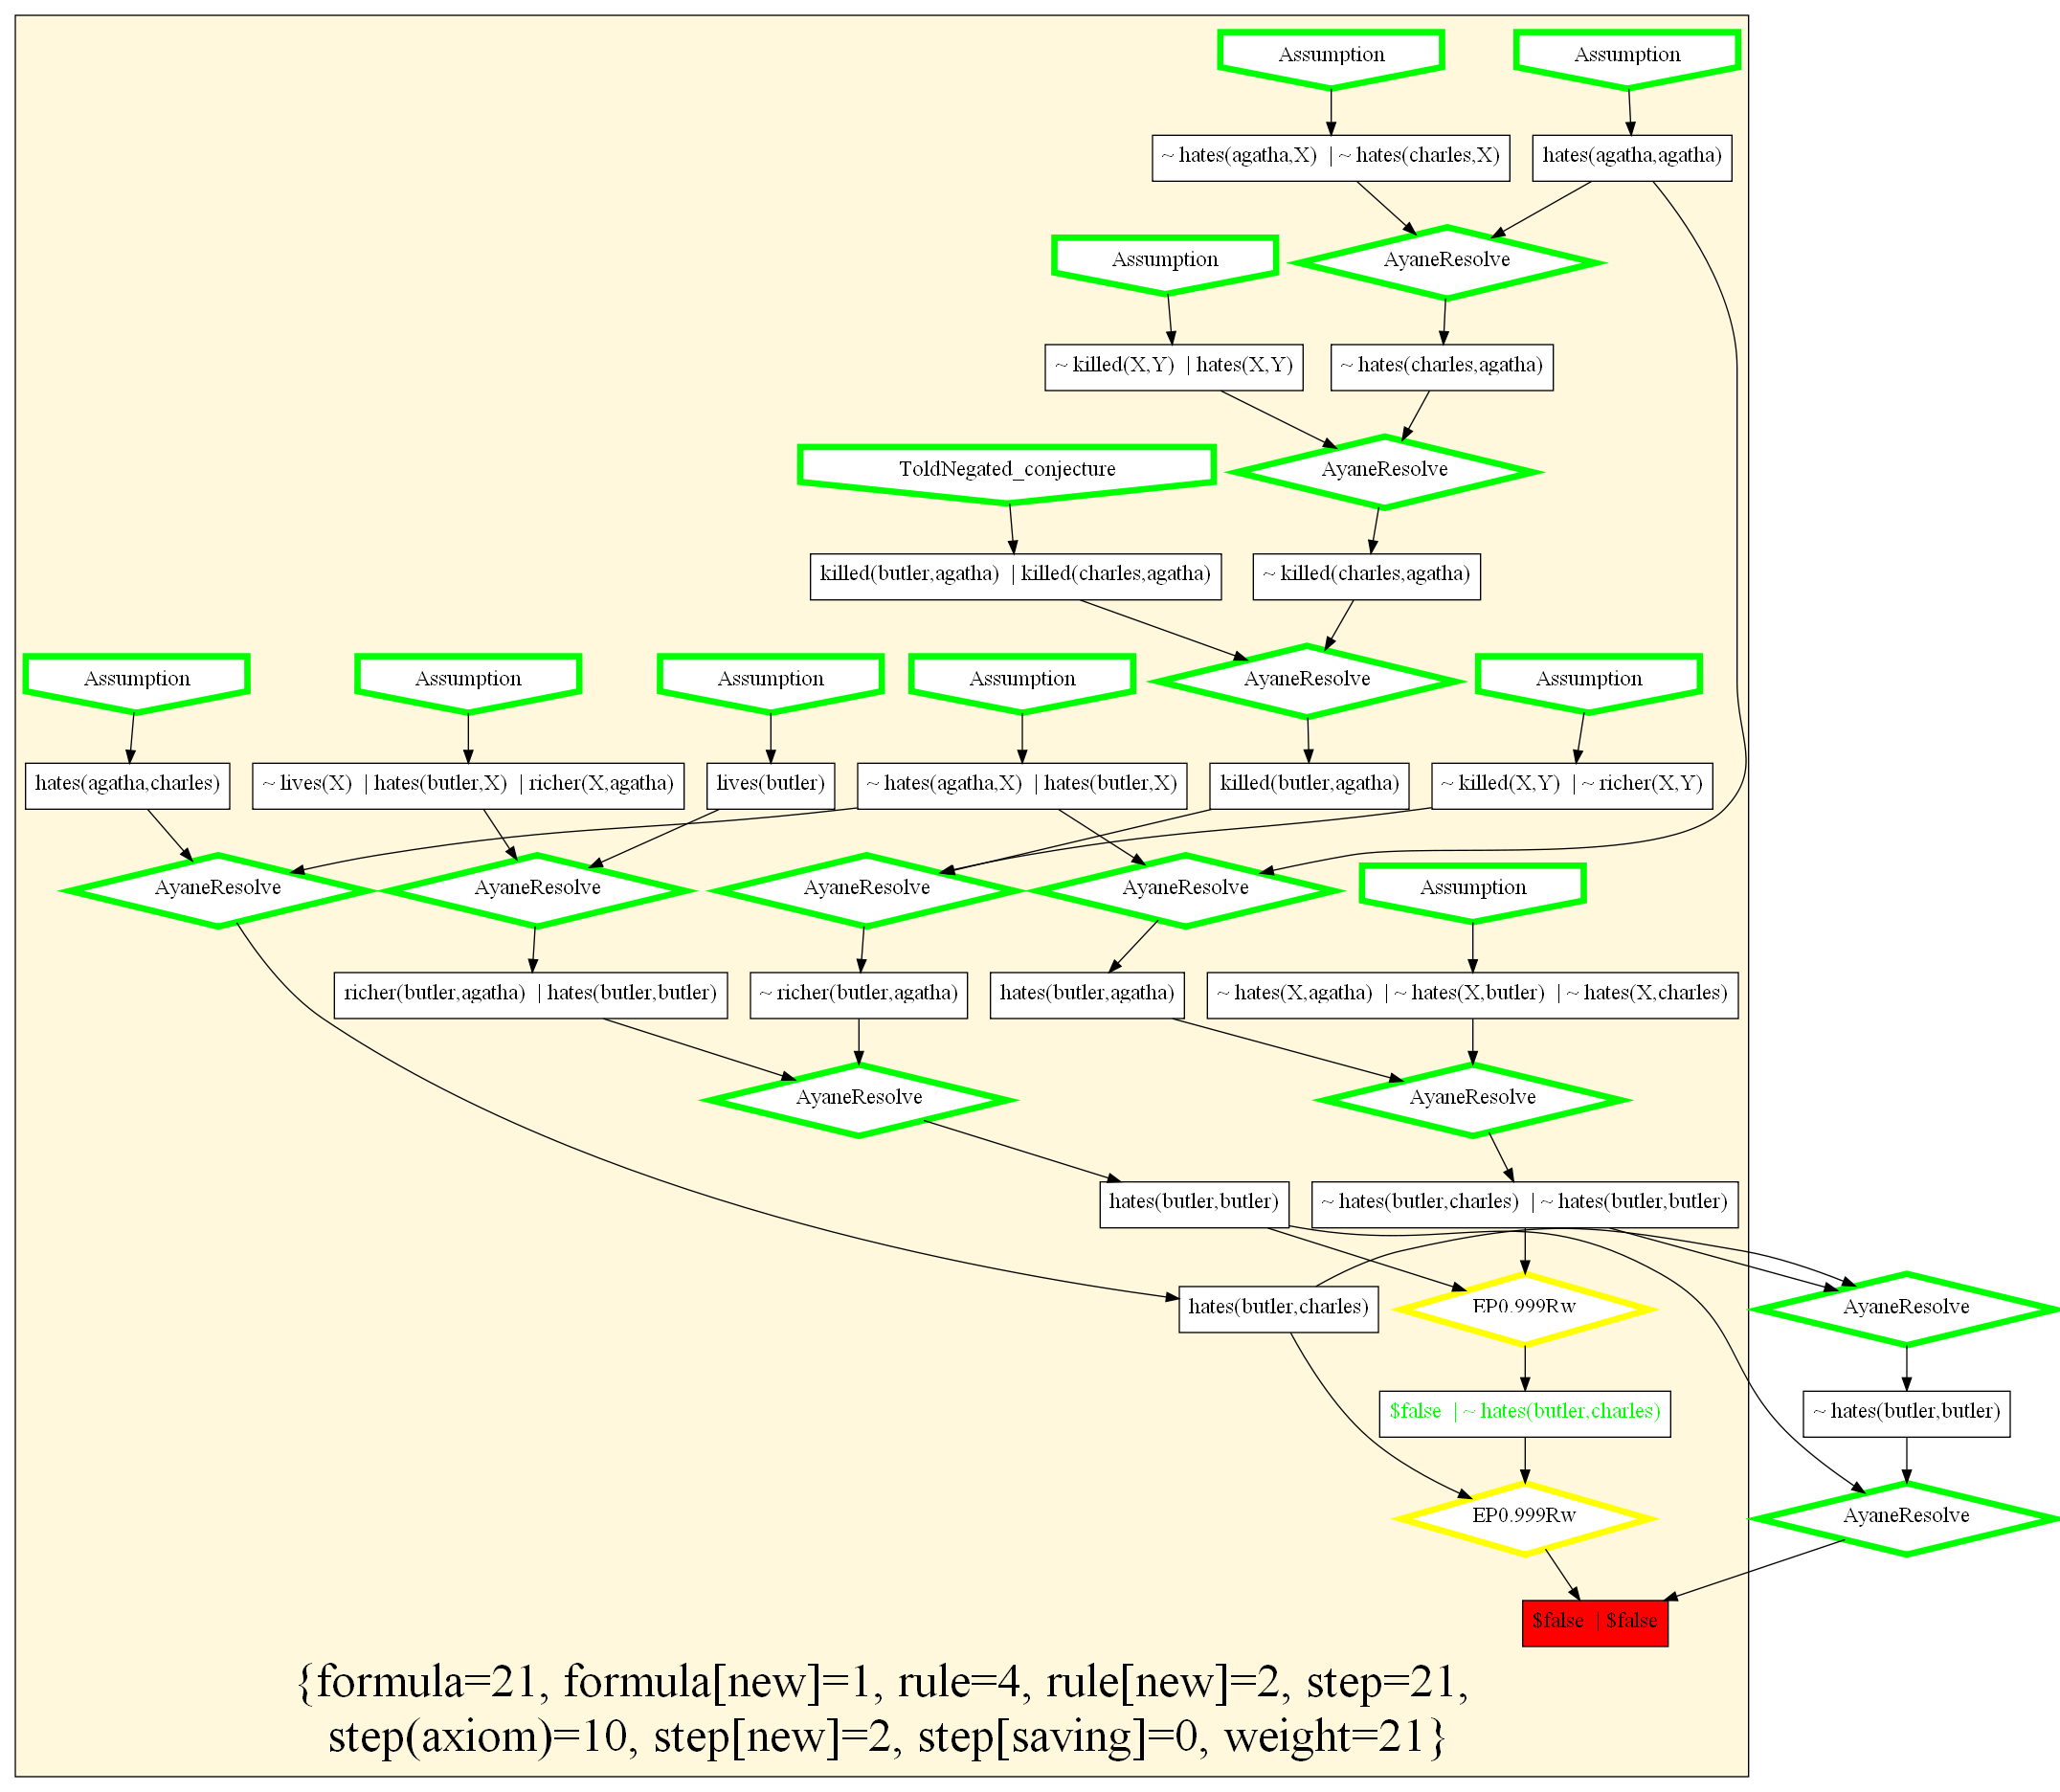 Assumption
Assumption
~ hates(agatha,X) | ~ hates(charles,X)
hates(agatha,agatha)
Assumption
AyaneResolve
~ killed(X,Y) | hates(X,Y)
~ hates(charles,agatha)
ToldNegated_conjecture
AyaneResolve
killed(butler,agatha) | killed(charles,agatha)
~ killed(charles,agatha)
Assumption
Assumption
Assumption
Assumption
AyaneResolve
Assumption
hates(agatha,charles)
~ lives(X) | hates(butler,X) | richer(X,agatha)
lives(butler)
~ hates(agatha,X) | hates(butler,X)
killed(butler,agatha)
~ killed(X,Y) | ~ richer(X,Y)
AyaneResolve
AyaneResolve
AyaneResolve
AyaneResolve
Assumption
richer(butler,agatha) | hates(butler,butler)
~ richer(butler,agatha)
hates(butler,agatha)
~ hates(X,agatha) | ~ hates(X,butler) | ~ hates(X,charles)
AyaneResolve
AyaneResolve
hates(butler,butler)
~ hates(butler,charles) | ~ hates(butler,butler)
hates(butler,charles)
EP0.999Rw
AyaneResolve
$false | ~ hates(butler,charles)
~ hates(butler,butler)
EP0.999Rw
AyaneResolve
$false | $false
{formula=21, formula[new]=1, rule=4, rule[new]=2, step=21,
step(axiom)=10, step[new]=2, step[saving]=0, weight=21}